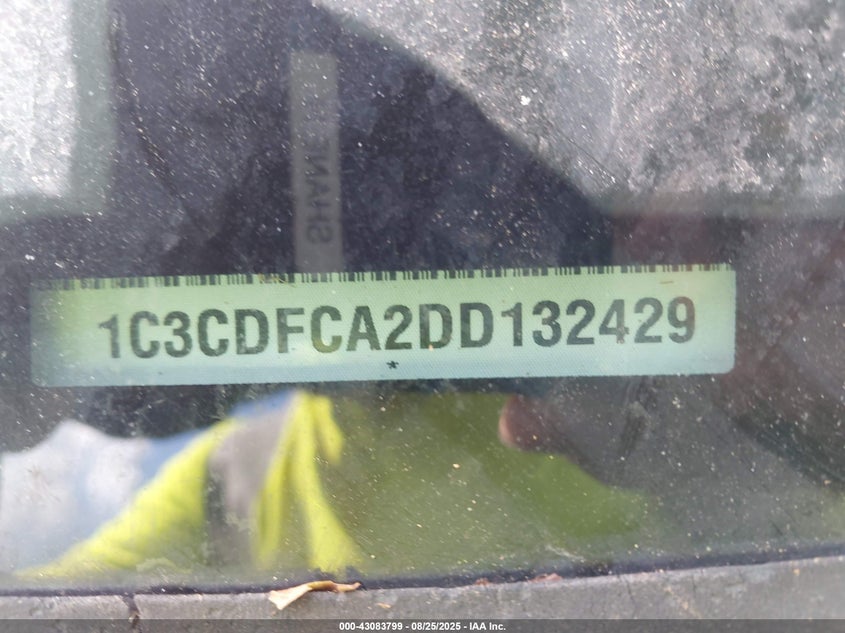 1C3CDFCA2DD132429
*
000-43083799 - 08/25/2025 - IAA Inc.